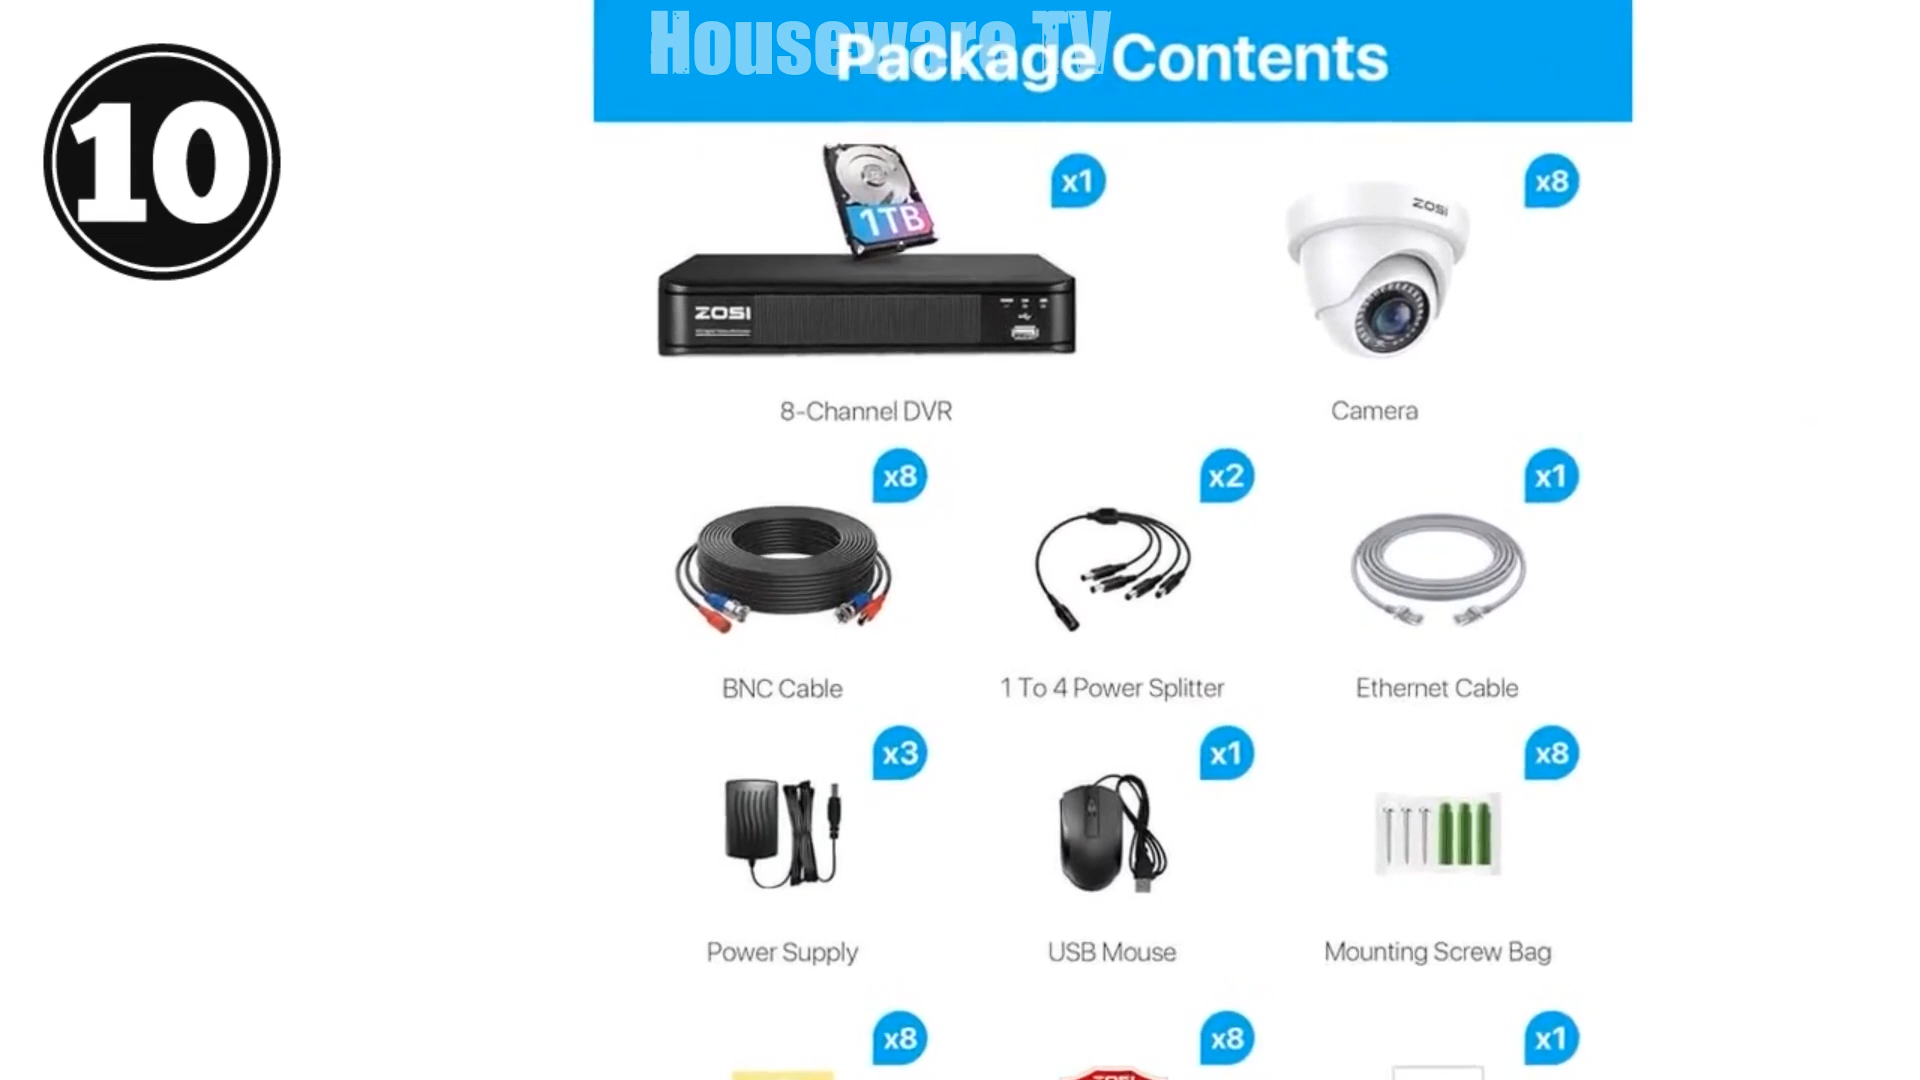 10
Houseware TV
Package Contents
x1
x8
1TB
ZOSI
ZOSI
8-Channel DVR
Camera
x8
x2
x1
BNC Cable
1 To 4 Power Splitter
Ethernet Cable
x3
x1
x8
Power Supply
USB Mouse
Mounting Screw Bag
x8
x8
x1